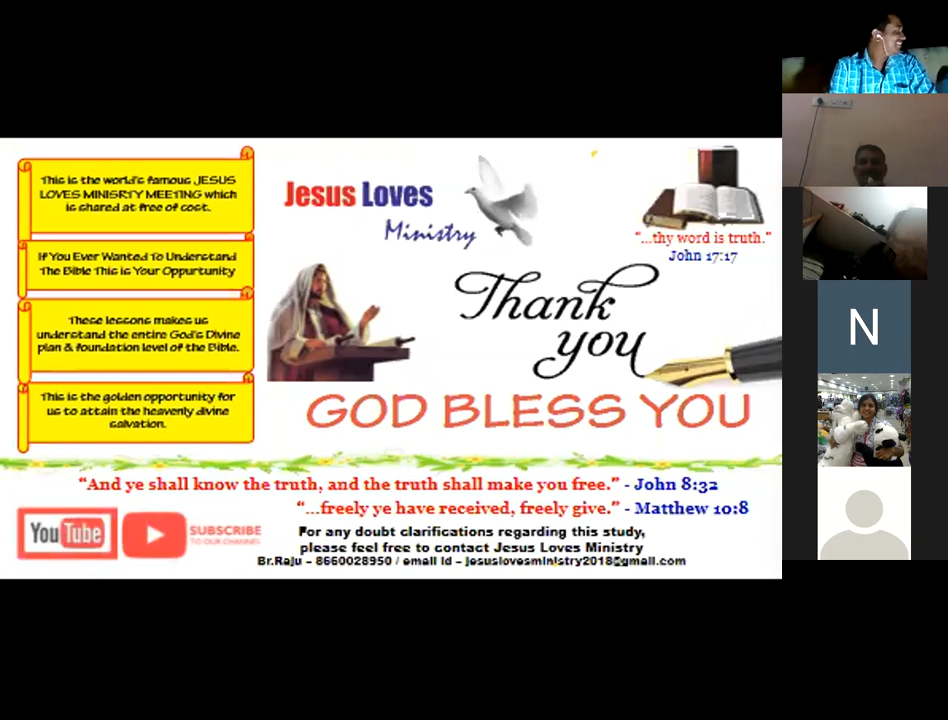 This is the world's famous JESUS
LOVES MINISRTY MEETING which
is shared at free of cost.
If You Ever Wanted To Understand
The Bible This is Your Oppurtunity
These lessons makes us
understand the entire God's Divine
plan & foundation level of the Bible.
This is the golden opportunity for
us to attain the heavenly divine
salvation.
Jesus Loves
Ministry
"...thy word is truth."
John 17:17
Thank
you
GOD BLESS YOU
"And ye shall know the truth, and the truth shall make you free." - John 8:32
"...freely ye have received, freely give." - Matthew 10:8
YouTube
SUBSCRIBE
TO OUR CHANNEL
For any doubt clarifications regarding this study,
please feel free to contact Jesus Loves Ministry
Br.Raju – 8660028950 / email id – jesuslovesministry2018@gmail.com
N